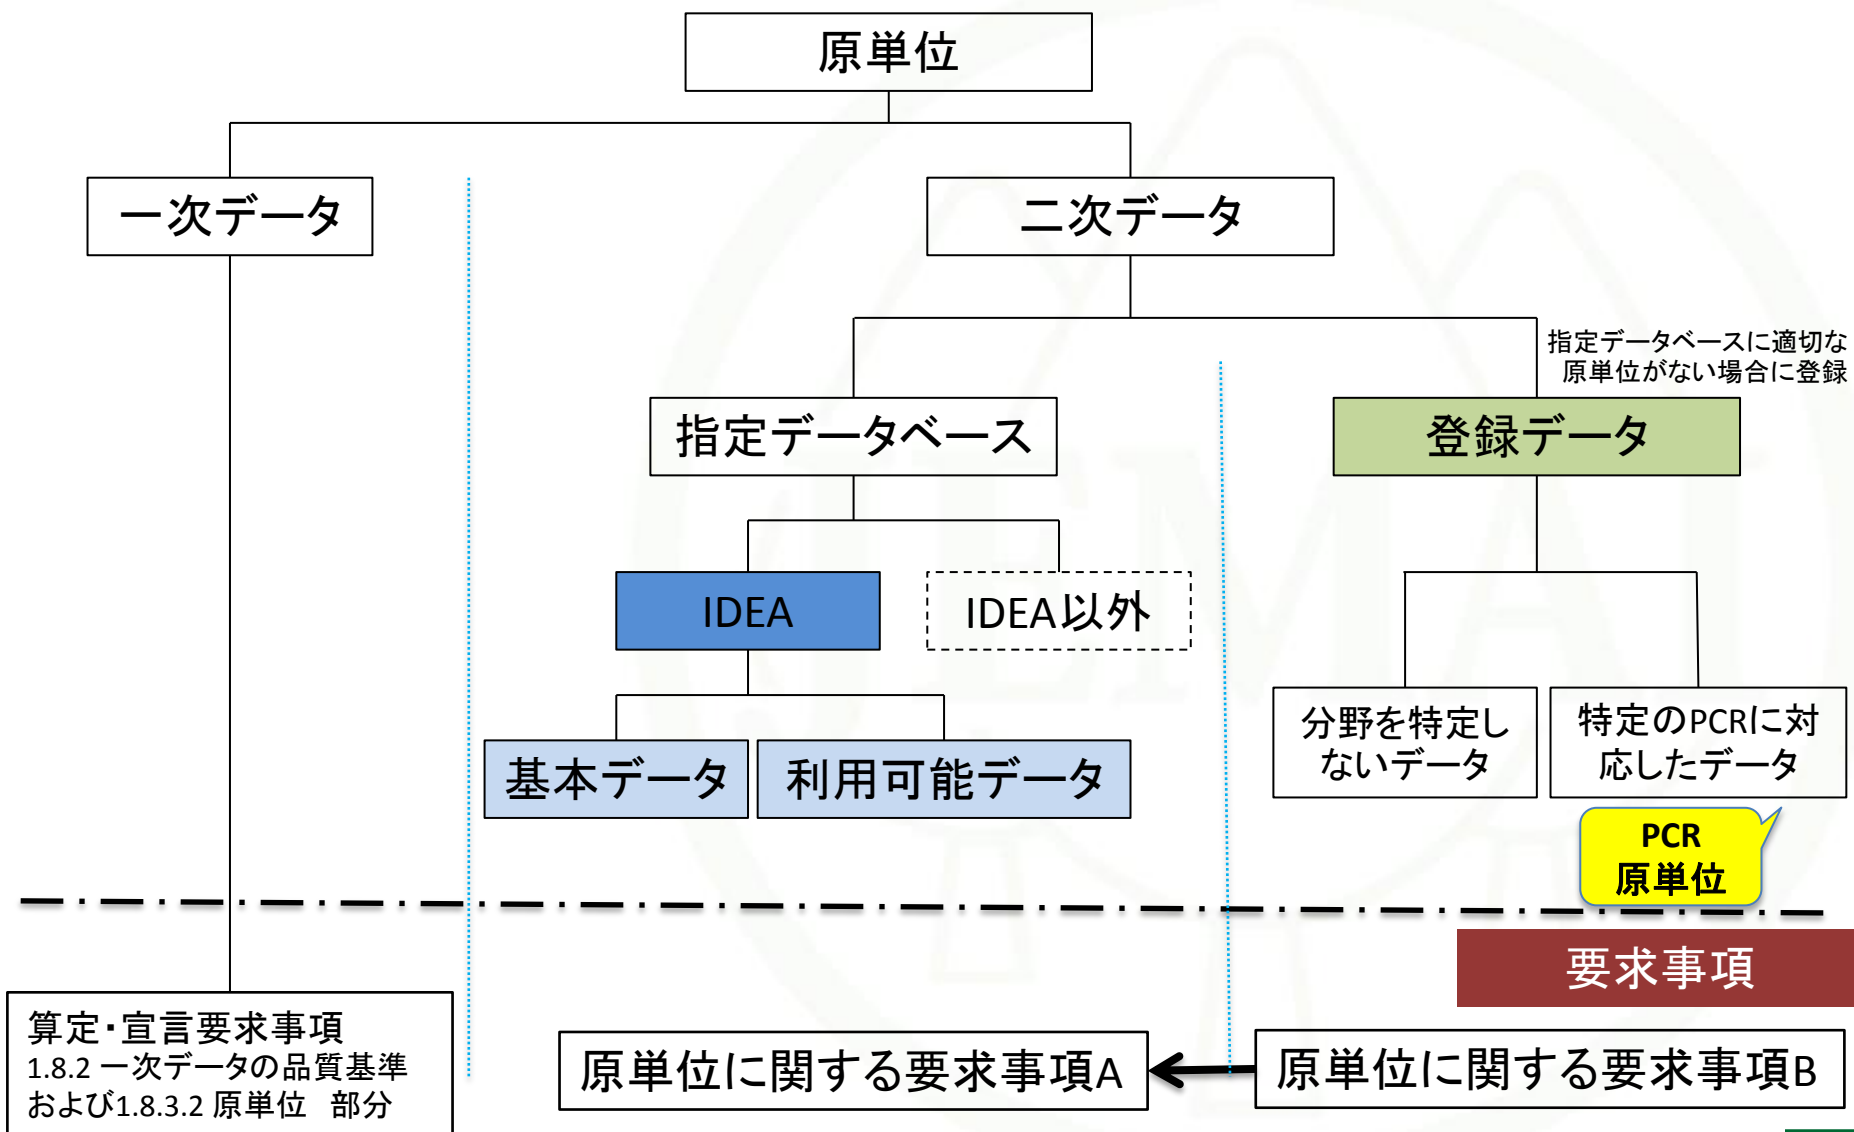 原単位
一次データ
二次データ
指定データベースに適切な
原単位がない場合に登録
指定データベース
登録データ
IDEA
IDEA以外
基本データ
利用可能データ
分野を特定し
ないデータ
特定のPCRに対
応したデータ
PCR
原単位
要求事項
算定・宣言要求事項
1.8.2 一次データの品質基準
および1.8.3.2 原単位　部分
原単位に関する要求事項A
原単位に関する要求事項B
JEMAI